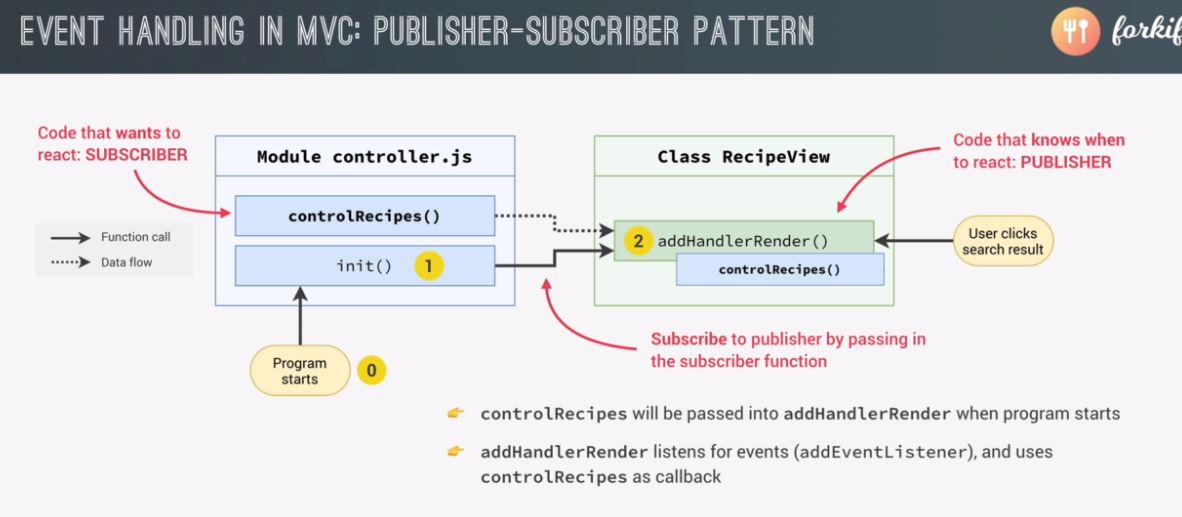 EVENT HANDLING IN MVC: PUBLISHER-SUBSCRIBER PATTERN
Code that wants to
react: SUBSCRIBER
Module controller.js
controlRecipes()
init()
1
Function call
Data flow
Program
starts
0
Class RecipeView
2
addHandlerRender()
controlRecipes()
Code that knows when
to react: PUBLISHER
User clicks
search result
Subscribe to publisher by passing in
the subscriber function
👉 controlRecipes will be passed into addHandlerRender when program starts
👉 addHandlerRender listens for events (addEventListener), and uses
controlRecipes as callback